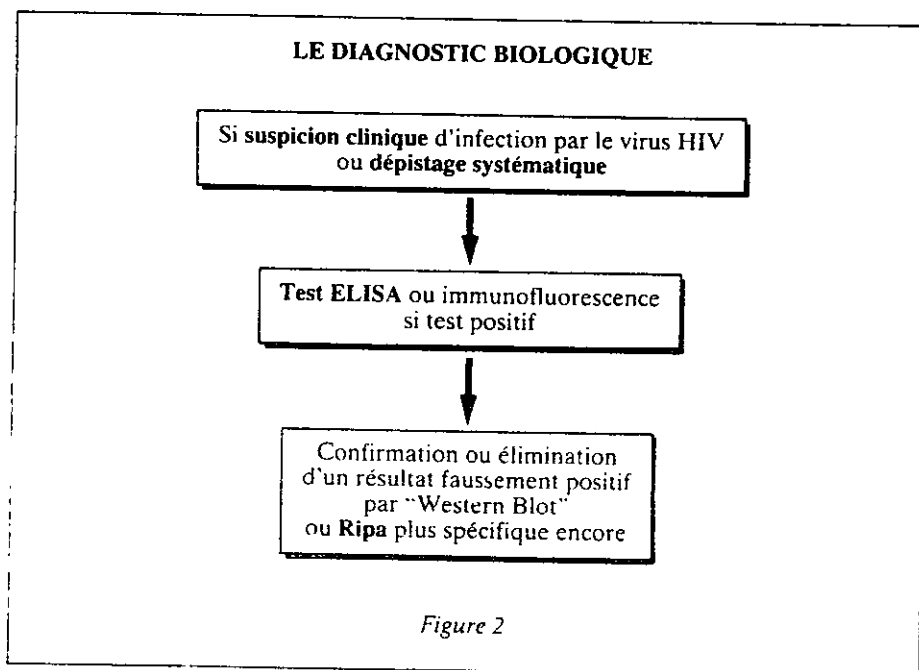 LE DIAGNOSTIC BIOLOGIQUE
Si suspicion clinique d'infection par le virus HIV
ou dépistage systématique
Test ELISA ou immunofluorescence
si test positif
Confirmation ou élimination
d'un résultat faussement positif
par "Western Blot"
ou Ripa plus spécifique encore
Figure 2